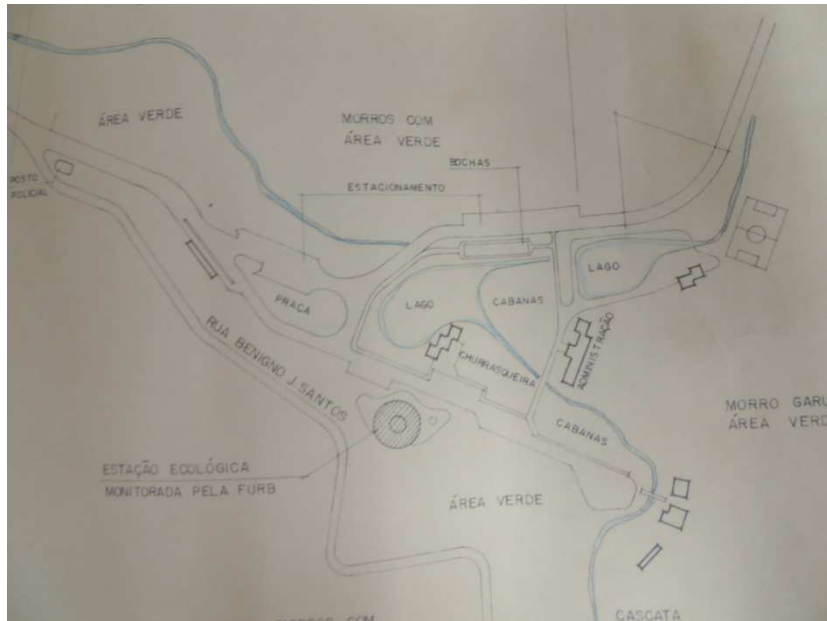 ÁREA VERDE
MORROS COM
ÁREA VERDE
BOCHAS
ESTACIONAMENTO
POSTO
POLICIAL
LAGO
PRAÇA
LAGO
CABANAS
ADMINISTRAÇÃO
CHURRASQUEIRA
RUA BENIGNO J. SANTOS
MORRO GARU
ÁREA VERD
CABANAS
ESTAÇÃO ECOLÓGICA
MONITORADA PELA FURB
ÁREA VERDE
CASCATA
MORROS COM